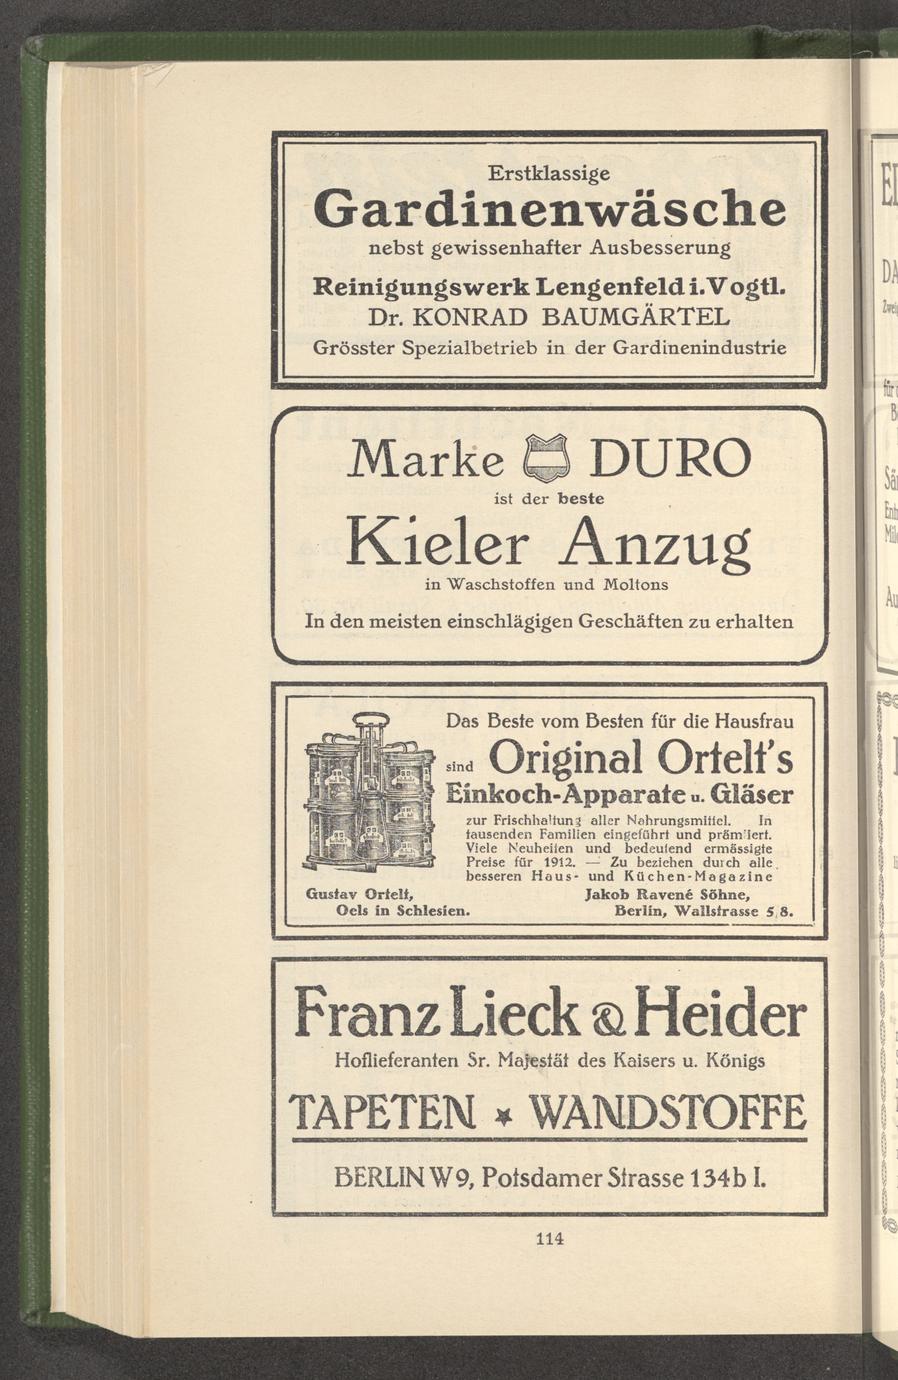 Erstklassige
Gardinenwäsche
nebst gewissenhafter Ausbesserung
Reinigungswerk Lengenfeld i. Vogtl.
Dr. KONRAD BAUMGÄRTEL
Grösster Spezialbetrieb in der Gardinenindustrie
Marke DURO
ist der beste
Kieler Anzug
in Waschstoffen und Moltons
In den meisten einschlägigen Geschäften zu erhalten
Das Beste vom Besten für die Hausfrau
sind Original Ortelt's
Einkoch-Apparate u. Gläser
zur Frischhaltung aller Nahrungsmittel. In
tausenden Familien eingeführt und prämiiert.
Viele Neuheiten und bedeutend ermässigte
Preise für 1912. — Zu beziehen durch alle
besseren Haus- und Küchen-Magazine
Gustav Ortelt,
Oels in Schlesien.
Jakob Ravené Söhne,
Berlin, Wallstrasse 5/8.
Franz Lieck & Heider
Hoflieferanten Sr. Majestät des Kaisers u. Königs
TAPETEN * WANDSTOFFE
BERLIN W 9, Potsdamer Strasse 134b I.
114